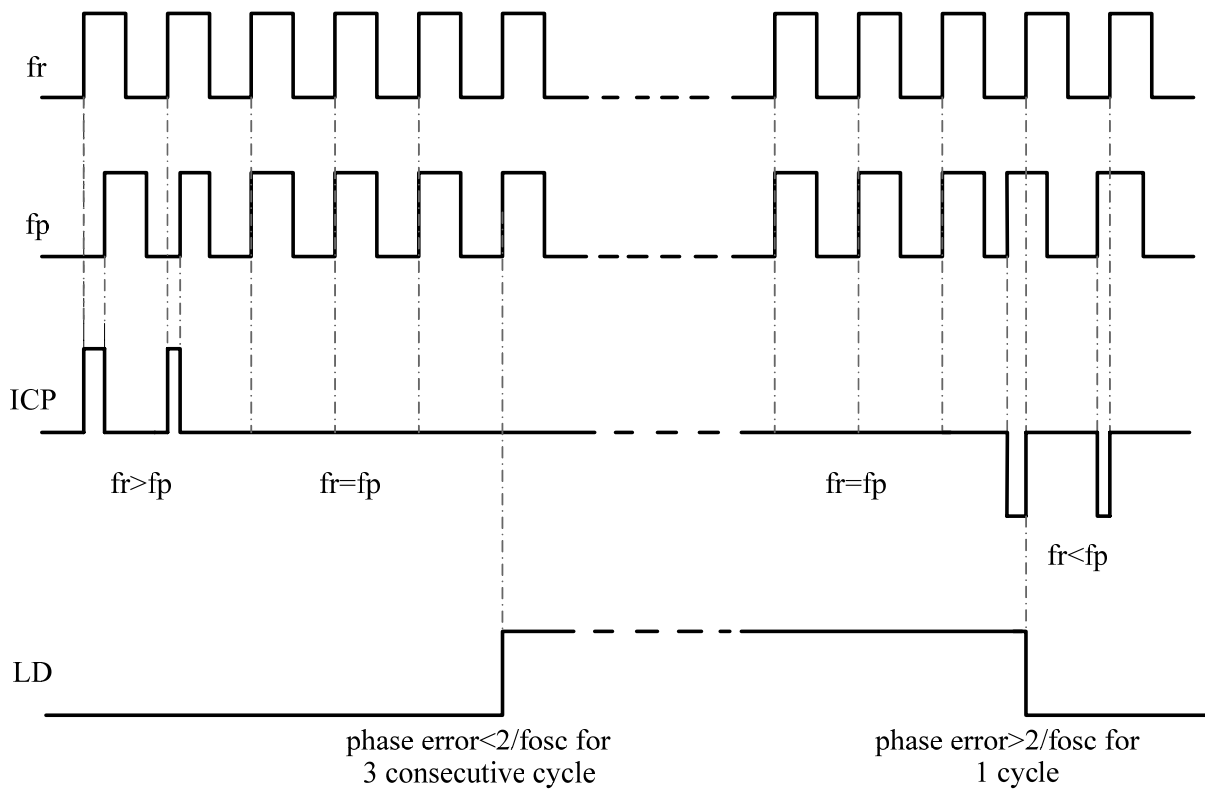 fr
fp
ICP
fr>fp
fr=fp
fr=fp
fr<fp
LD
phase error<2/fosc for
3 consecutive cycle
phase error>2/fosc for
1 cycle